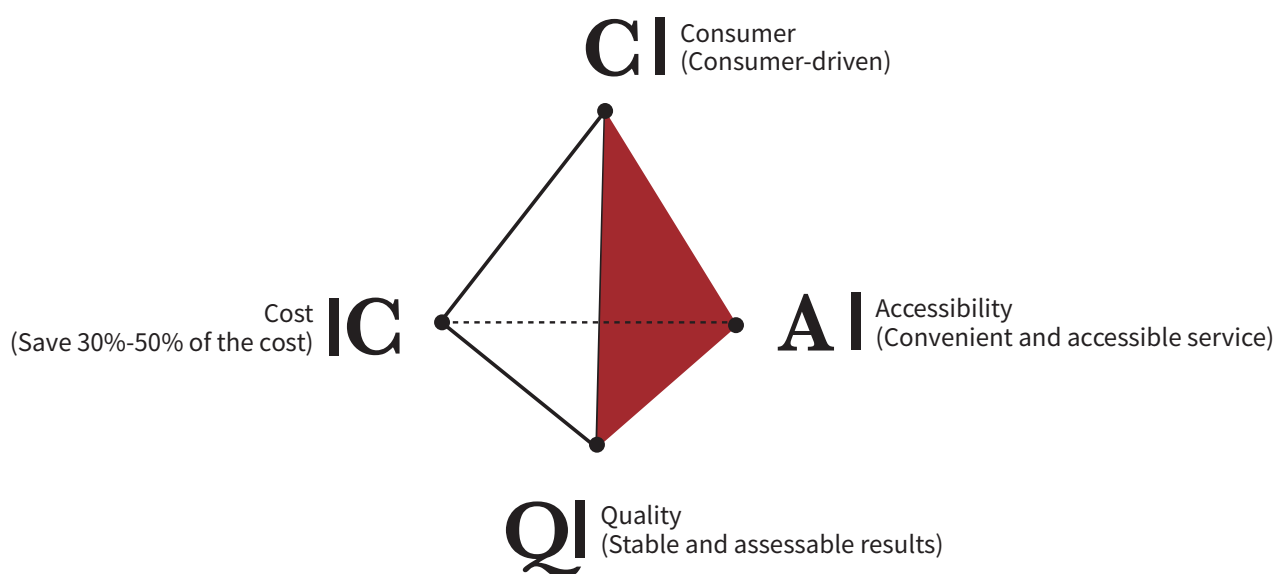 C
Consumer
(Consumer-driven)
Cost
(Save 30%-50% of the cost)
C
A
Accessibility
(Convenient and accessible service)
Q
Quality
(Stable and assessable results)